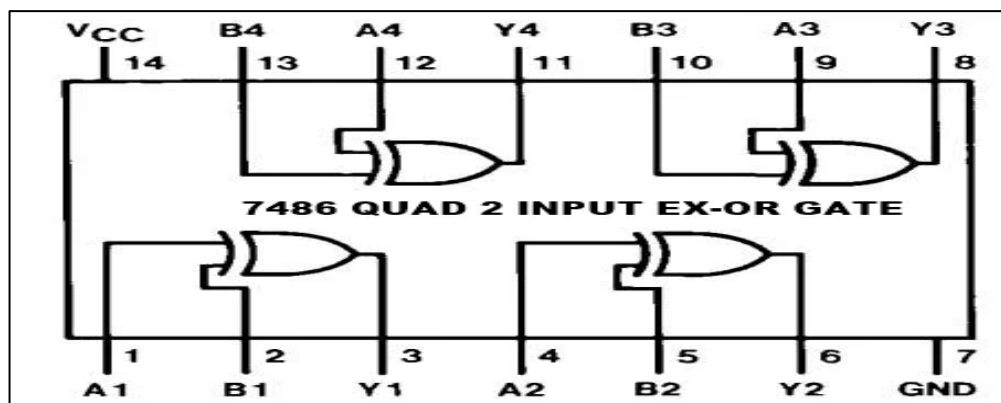 VCC B4 A4 Y4 B3 A3 Y3
14 13 12 11 10 9 8
7486 QUAD 2 INPUT EX-OR GATE
1 2 3 4 5 6 7
A1 B1 Y1 A2 B2 Y2 GND